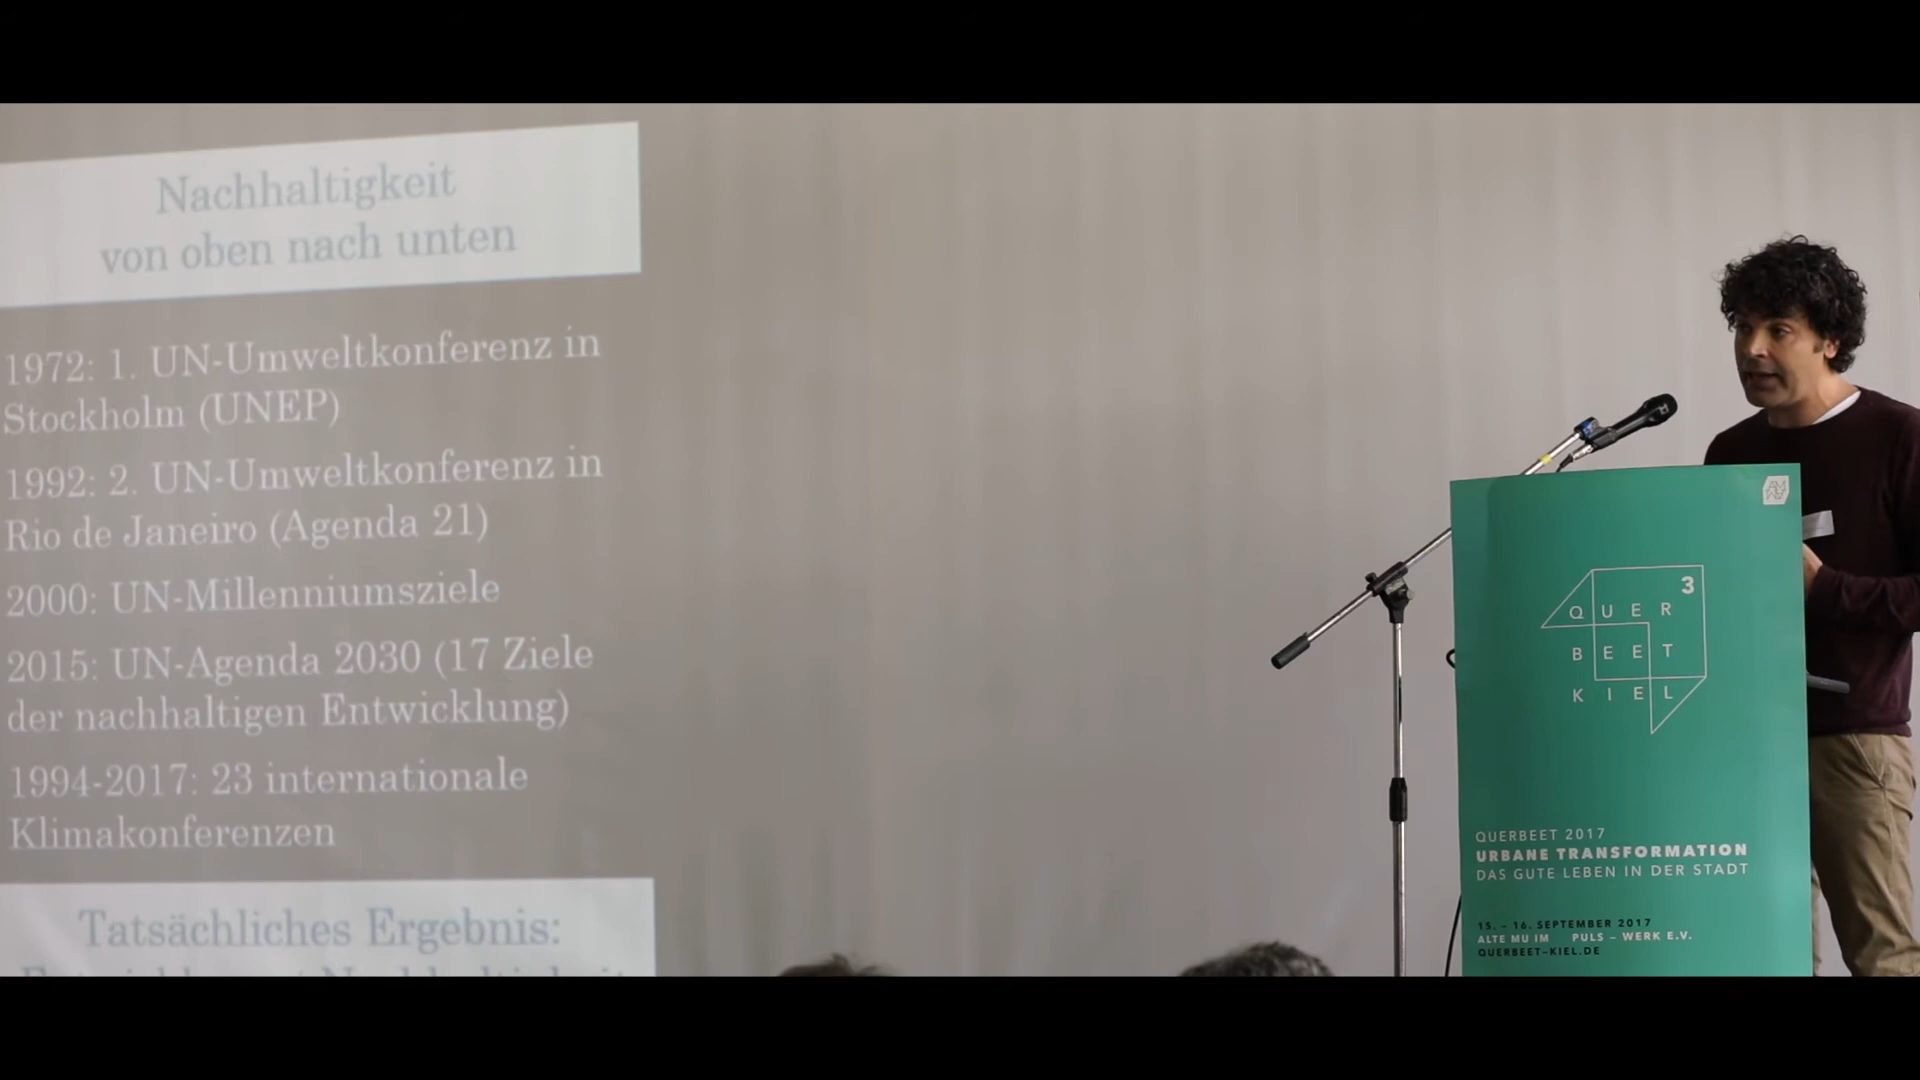 Nachhaltigkeit
von oben nach unten
1972: 1. UN-Umweltkonferenz in
Stockholm (UNEP)
1992: 2. UN-Umweltkonferenz in
Rio de Janeiro (Agenda 21)
2000: UN-Millenniumsziele
2015: UN-Agenda 2030 (17 Ziele
der nachhaltigen Entwicklung)
1994-2017: 23 internationale
Klimakonferenzen
Tatsächliches Ergebnis:
3
QUER
BEET
KIEL
QUERBEET 2017
URBANE TRANSFORMATION
DAS GUTE LEBEN IN DER STADT
15. – 16. SEPTEMBER 2017
ALTE MU IM PULS – WERK E.V.
QUERBEET-KIEL.DE